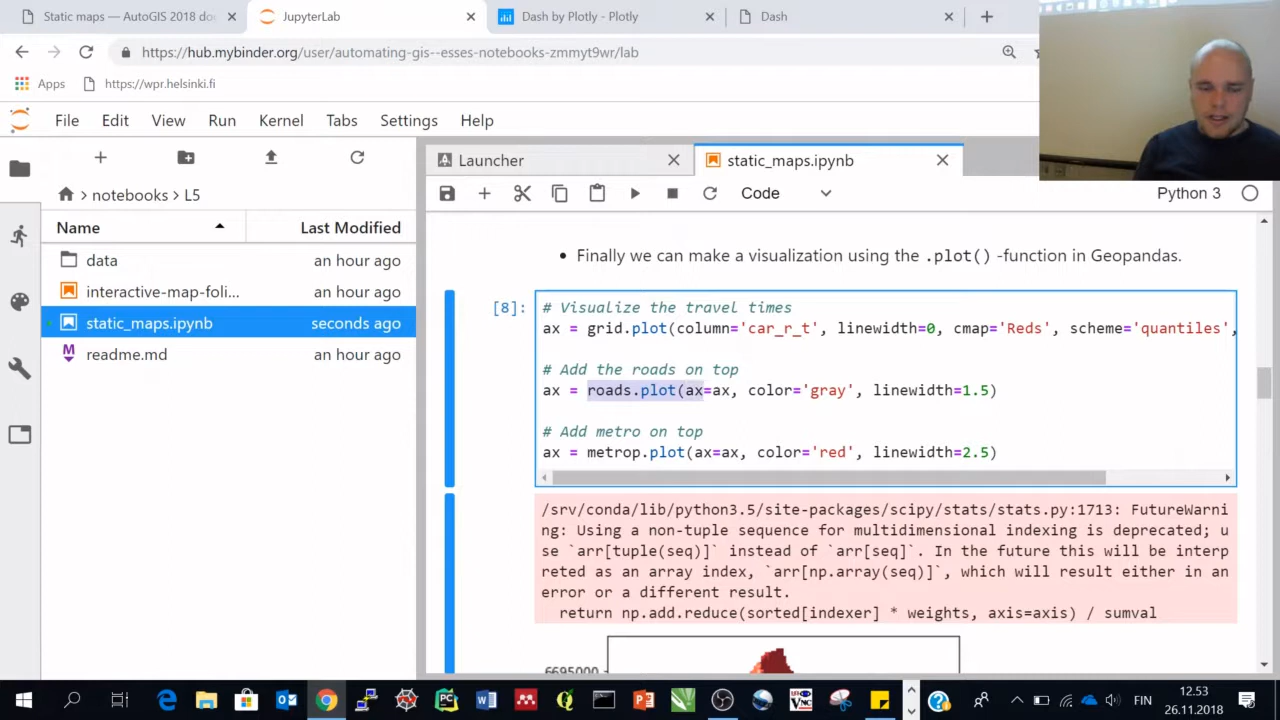 Static maps — AutoGIS 2018 do
JupyterLab
Dash by Plotly - Plotly
Dash
https://hub.mybinder.org/user/automating-gis--esses-notebooks-zmmyt9wr/lab
Apps
https://wpr.helsinki.fi
File Edit View Run Kernel Tabs Settings Help
Launcher
static_maps.ipynb
notebooks > L5
Code
Python 3
Name
Last Modified
data
an hour ago
interactive-map-foli...
an hour ago
static_maps.ipynb
seconds ago
readme.md
an hour ago
• Finally we can make a visualization using the .plot() -function in Geopandas.
[8]:
# Visualize the travel times
ax = grid.plot(column='car_r_t', linewidth=0, cmap='Reds', scheme='quantiles',
# Add the roads on top
ax = roads.plot(ax=ax, color='gray', linewidth=1.5)
# Add metro on top
ax = metrop.plot(ax=ax, color='red', linewidth=2.5)
/srv/conda/lib/python3.5/site-packages/scipy/stats/stats.py:1713: FutureWarni
ng: Using a non-tuple sequence for multidimensional indexing is deprecated; u
se `arr[tuple(seq)]` instead of `arr[seq]`. In the future this will be interp
reted as an array index, `arr[np.array(seq)]`, which will result either in an
error or a different result.
return np.add.reduce(sorted[indexer] * weights, axis=axis) / sumval
6695000
FIN
12.53
26.11.2018